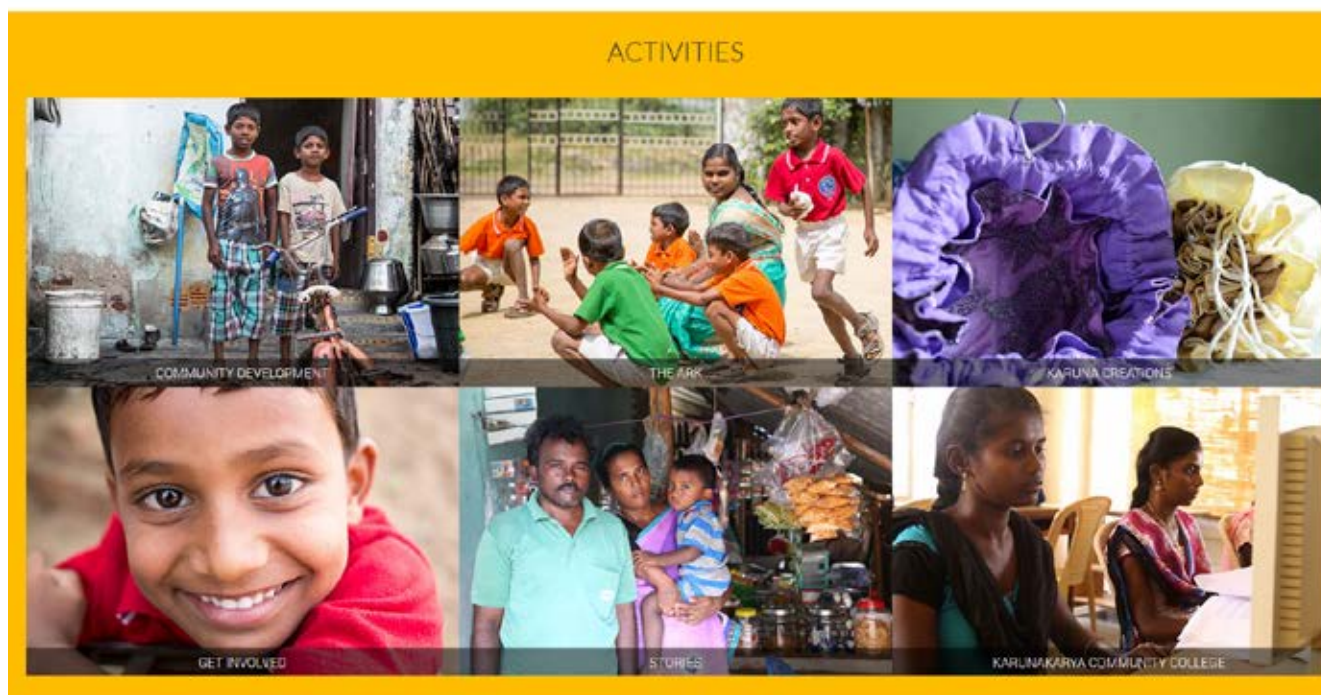 ACTIVITIES
COMMUNITY DEVELOPMENT
THE ARK
KARUNA CREATIONS
GET INVOLVED
STORIES
KARUNAKARYA COMMUNITY COLLEGE